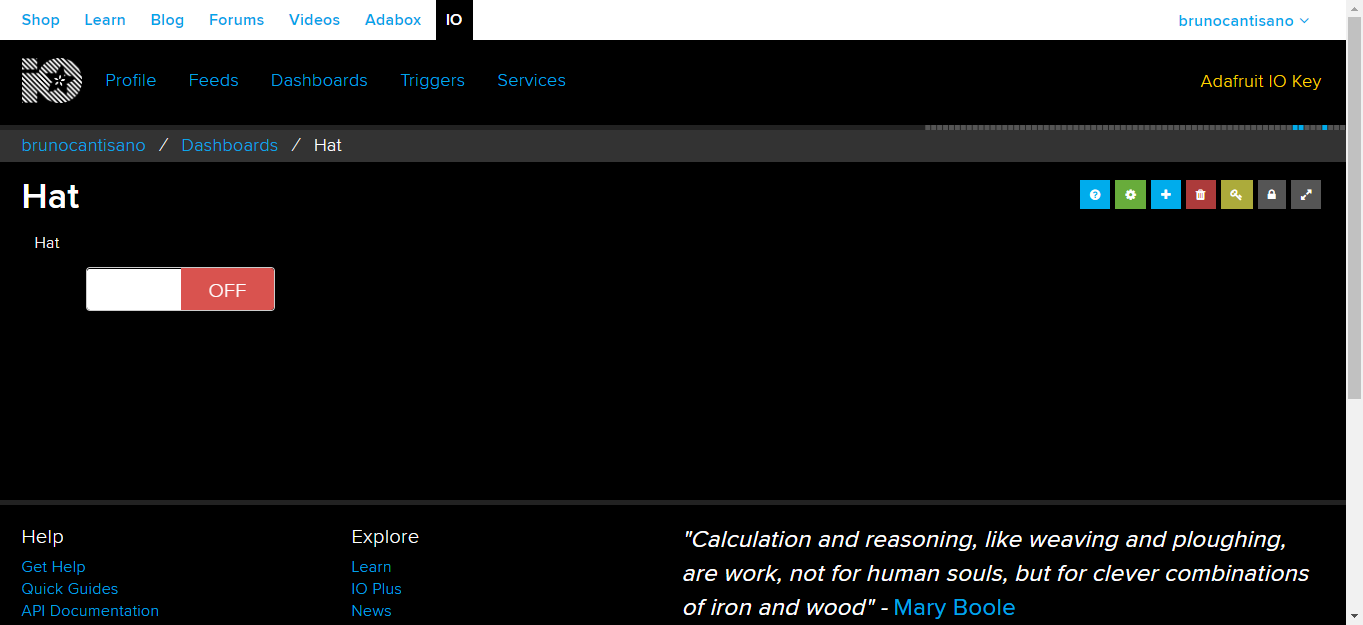 Shop Learn Blog Forums Videos Adabox IO brunocantisano
IO Profile Feeds Dashboards Triggers Services Adafruit IO Key
brunocantisano / Dashboards / Hat
Hat
Hat
OFF
Help
Get Help
Quick Guides
API Documentation
Explore
Learn
IO Plus
News
"Calculation and reasoning, like weaving and ploughing,
are work, not for human souls, but for clever combinations
of iron and wood" - Mary Boole